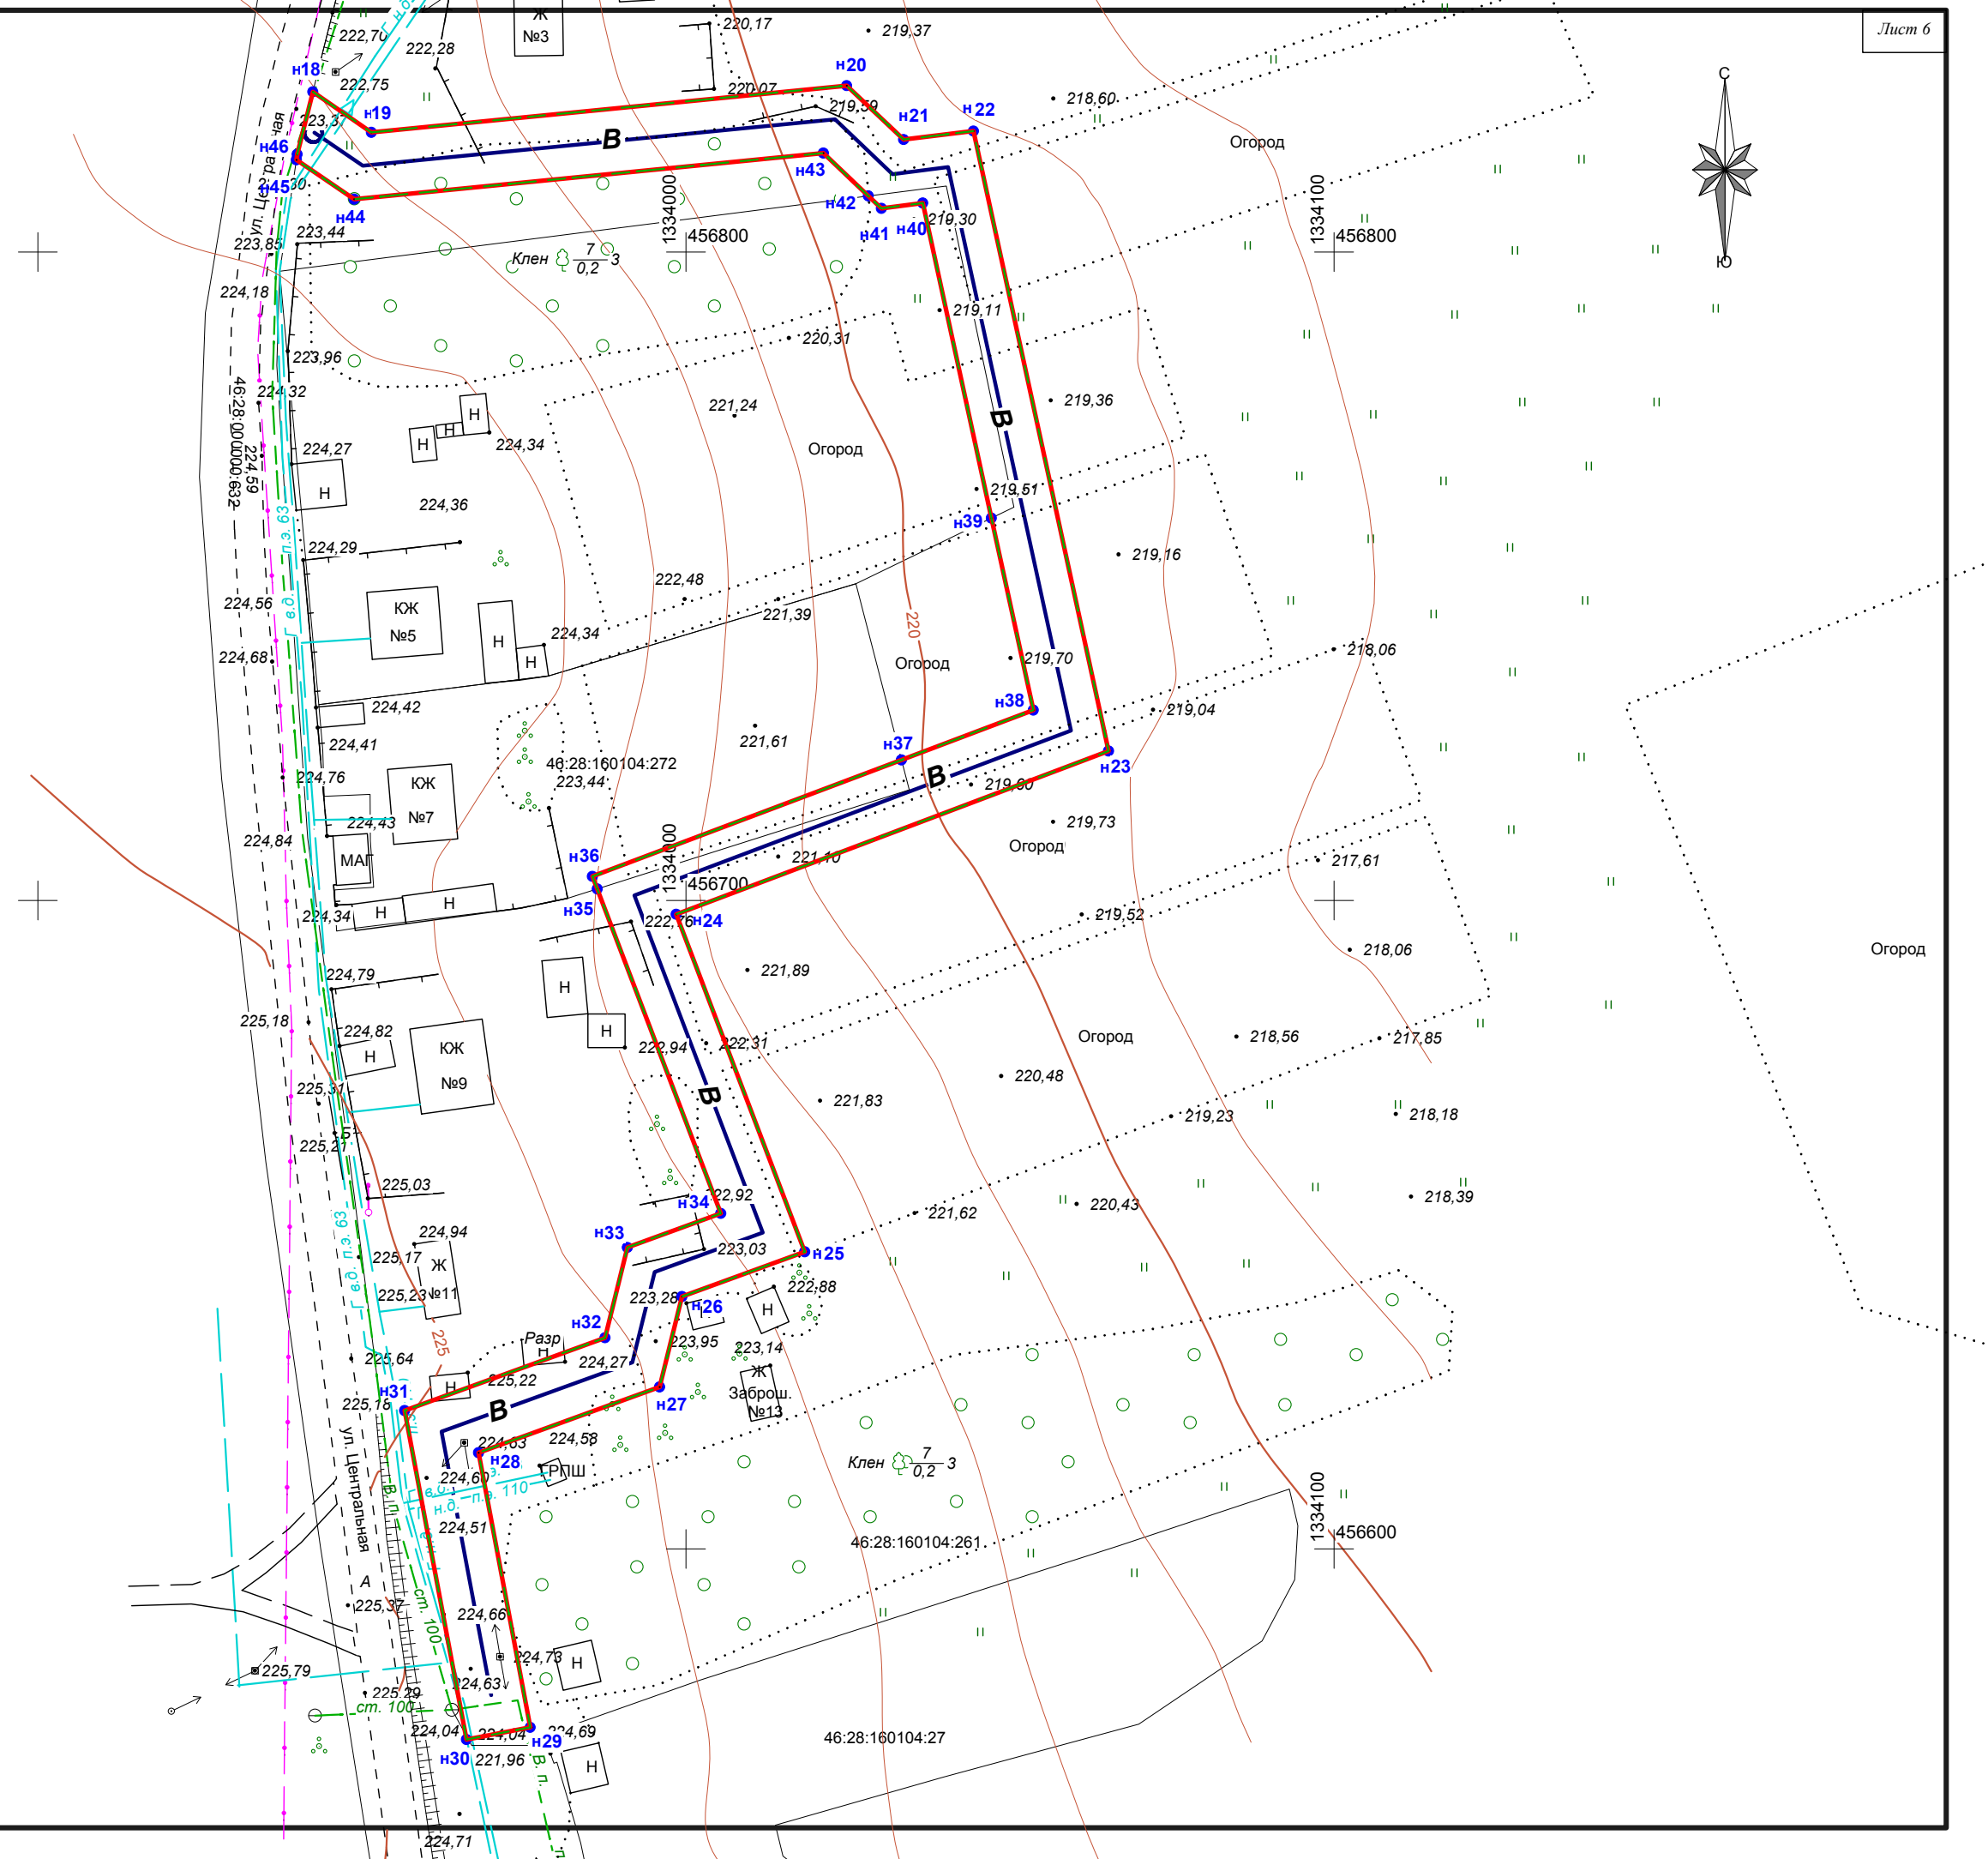 Лист 6
С
Ю
222,70
222,28
Ж
№3
220,17
219,37
н18
222,75
н20
н19
220,07
219,59
218,60
н21
н22
Огород
223,37
В
н46
н43
н45
н44
н42
н41
н40
219,30
ул. Центральная
1334000
456800
1334100
456800
223,85
223,44
Клен
7
0,2
3
224,18
219,11
220,31
223,96
224,32
46:28:000000:632
224,59
Н
Н
Н
224,34
221,24
219,36
В
Огород
224,27
Н
219,51
224,36
н39
Г в.д. п.э. 63
224,29
219,16
222,48
224,56
КЖ
№5
221,39
220
224,34
Н
Н
224,68
Огород
219,70
218,06
224,42
н38
219,04
224,41
221,61
н37
н23
46:28:160104:272
224,76
КЖ
223,44
В
219,60
224,43
№7
219,73
224,84
МАГ
н36
1334000
221,10
Огород
217,61
456700
н35
224,34
Н
Н
222,76
н24
219,52
218,06
Огород
224,79
Н
221,89
225,18
224,82
Н
Н
КЖ
№9
222,94
222,31
Огород
218,56
217,85
220,48
225,31
В
221,83
218,18
219,23
Б
225,21
225,03
22,92
н34
218,39
220,43
221,62
224,94
н33
223,03
н25
225,17
Ж
№11
225,23
Г в.д. п.э. 63
223,28
н26
222,88
Н
н32
225
Разр
Н
224,27
223,95
223,14
225,64
Ж
Заброш.
№13
225,22
Н
н31
225,18
н27
В
224,58
224,63
н28
224,60
ГРПШ
Клен
7
0,2
3
н.д. п.э. 110
ул. Центральная
224,51
1334100
456600
46:28:160104:261
А
225,37
ст. 100
224,66
225,79
224,73
Н
224,63
225,29
ст. 100
224,04
224,04
н29
224,69
н30
221,96
В. п.
Н
46:28:160104:27
224,71